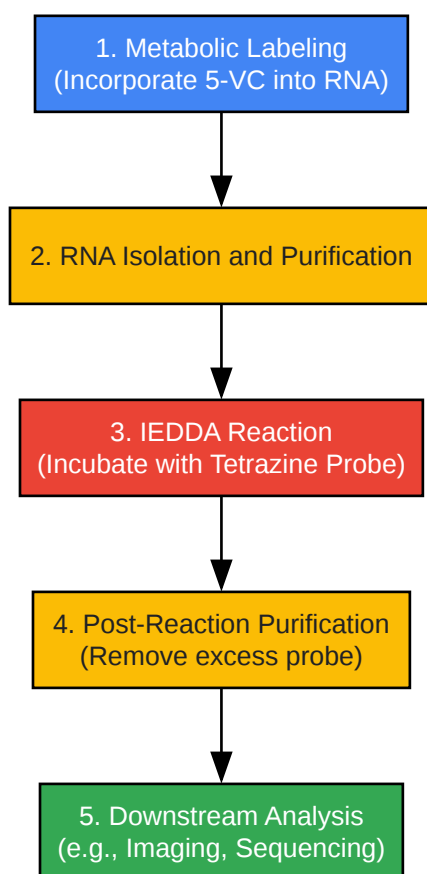 1. Metabolic Labeling
(Incorporate 5-VC into RNA)
2. RNA Isolation and Purification
3. IEDDA Reaction
(Incubate with Tetrazine Probe)
4. Post-Reaction Purification
(Remove excess probe)
5. Downstream Analysis
(e.g., Imaging, Sequencing)